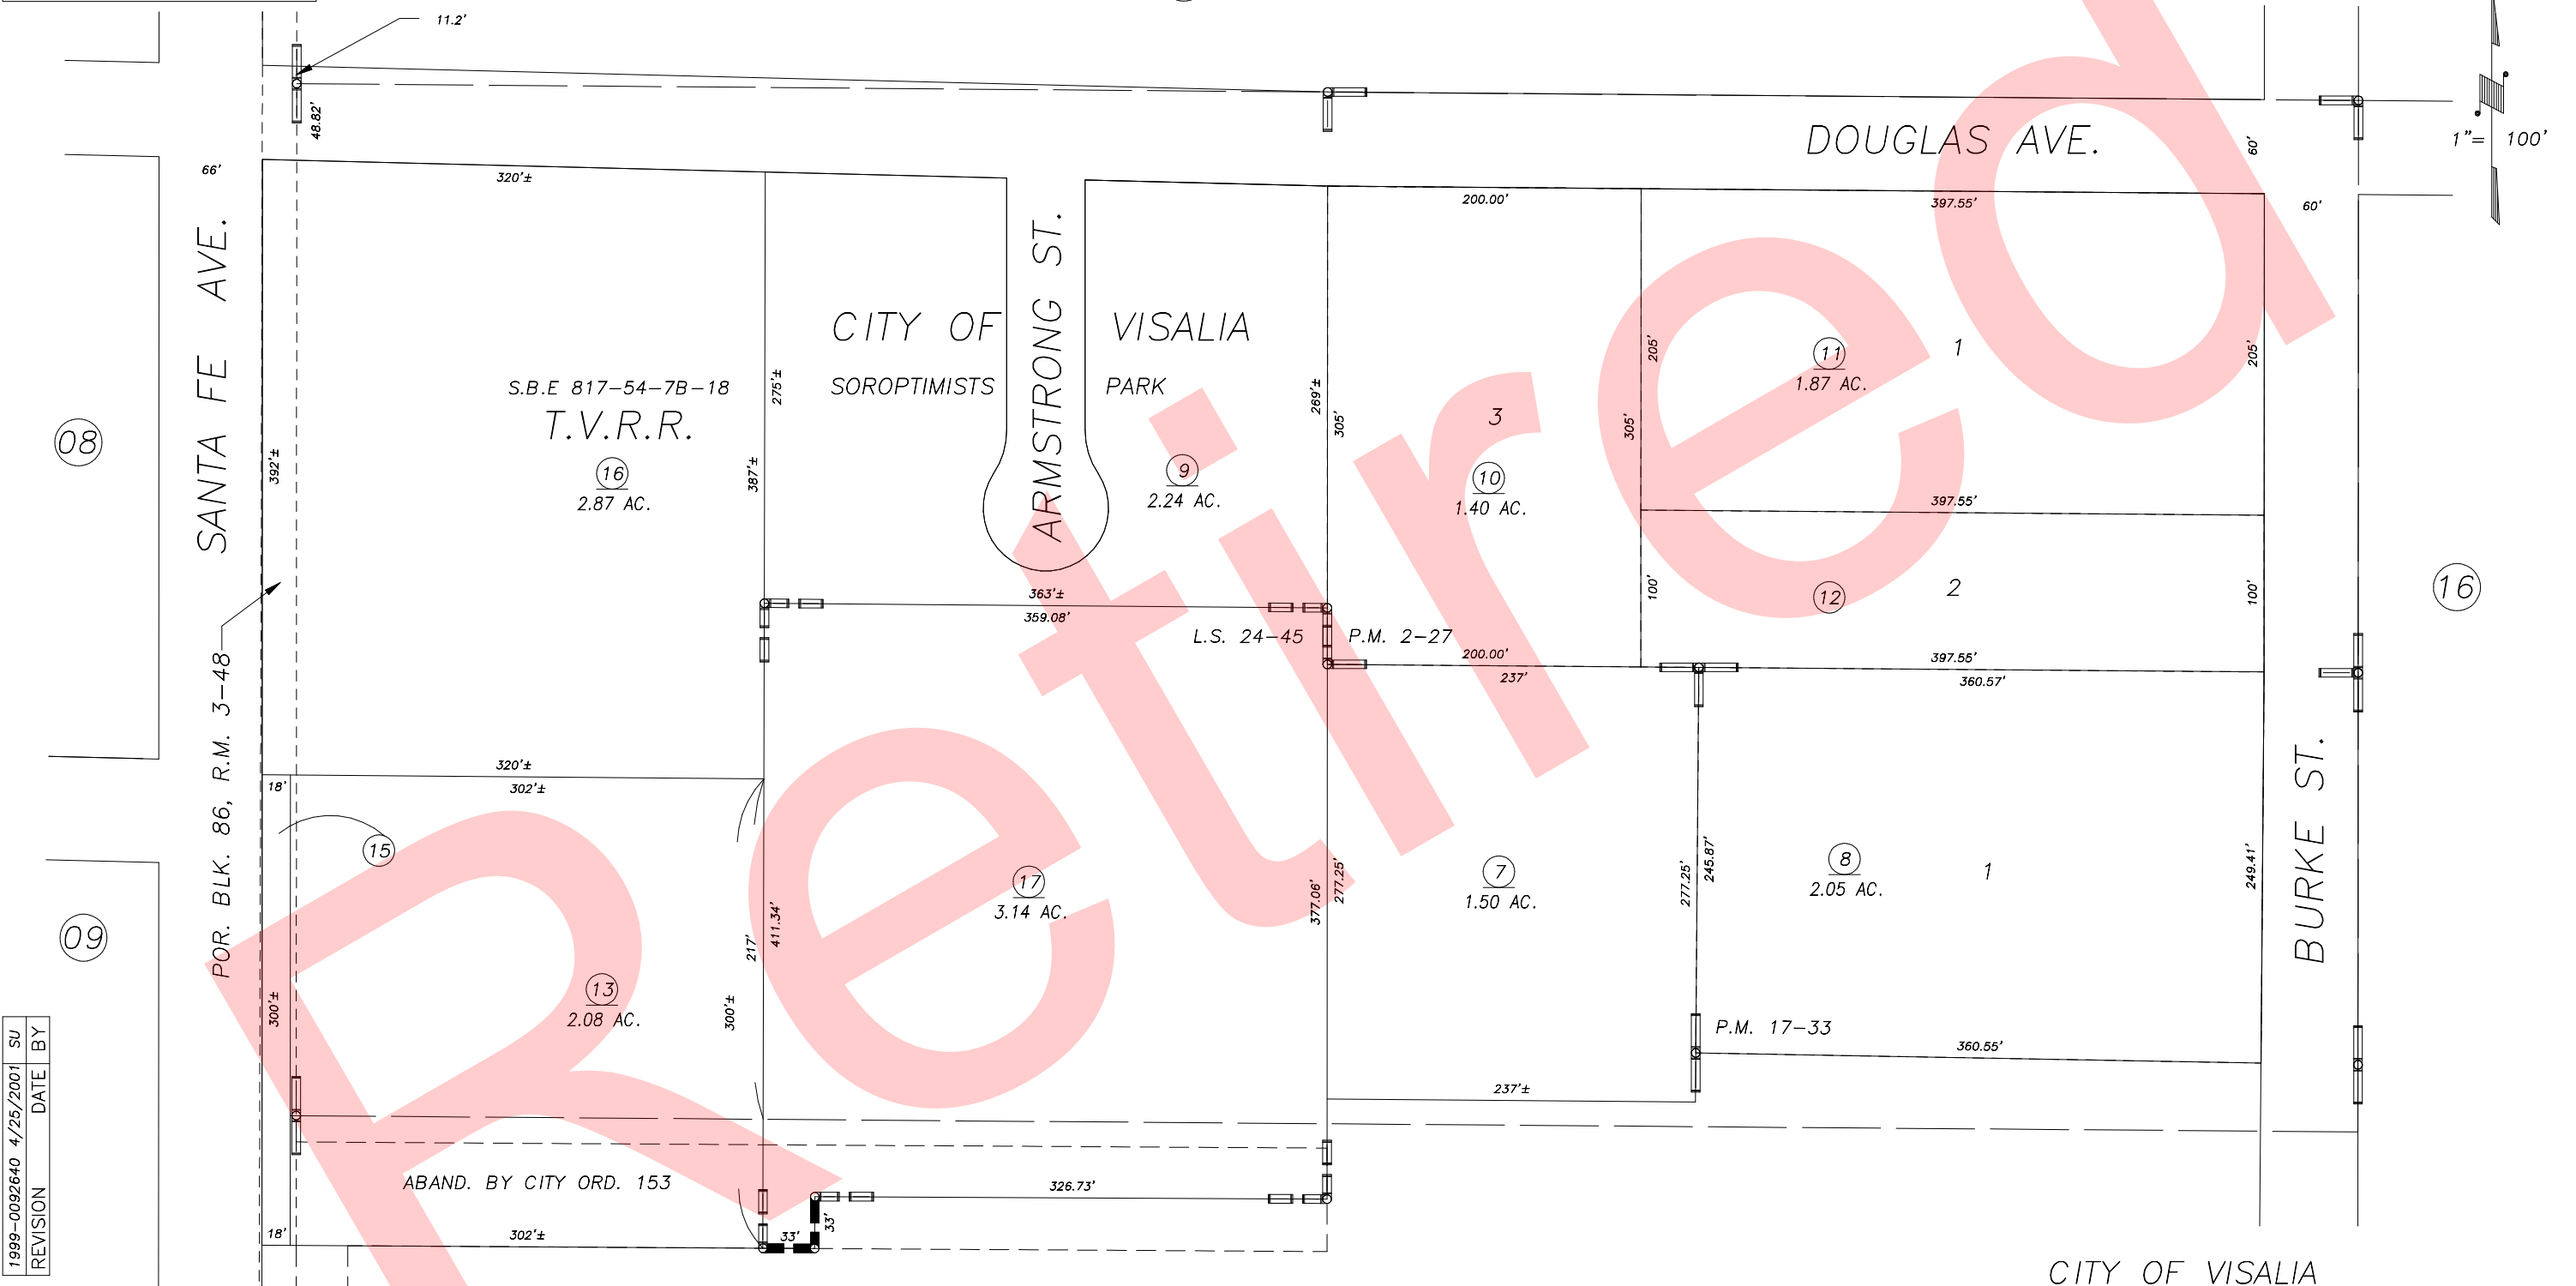 11.2'
48.82'
DOUGLAS AVE.
60'
1"= 100'
66'
320'±
200.00'
397.55'
60'
SANTA FE AVE.
ARMSTRONG ST.
CITY OF VISALIA
SOROPTIMISTS PARK
S.B.E 817-54-7B-18
T.V.R.R.
16
2.87 AC.
392'±
275'±
387'±
9
2.24 AC.
269'±
305'
3
10
1.40 AC.
305'
205'
11
1.87 AC.
1
205'
397.55'
08
100'
12
2
100'
16
363'±
359.08'
L.S. 24-45
P.M. 2-27
200.00'
237'
397.55'
360.57'
POR. BLK. 86, R.M. 3-48
320'±
302'±
18'
15
17
3.14 AC.
217'
411.34'
300'±
377.06'
277.25'
7
1.50 AC.
277.25'
245.87'
8
2.05 AC.
1
249.41'
BURKE ST.
09
300'±
13
2.08 AC.
P.M. 17-33
360.55'
237'±
ABAND. BY CITY ORD. 153
326.73'
33'
33'
18'
302'±
1999-0092640 4/25/2001 SU
REVISION DATE BY
CITY OF VISALIA
Retired